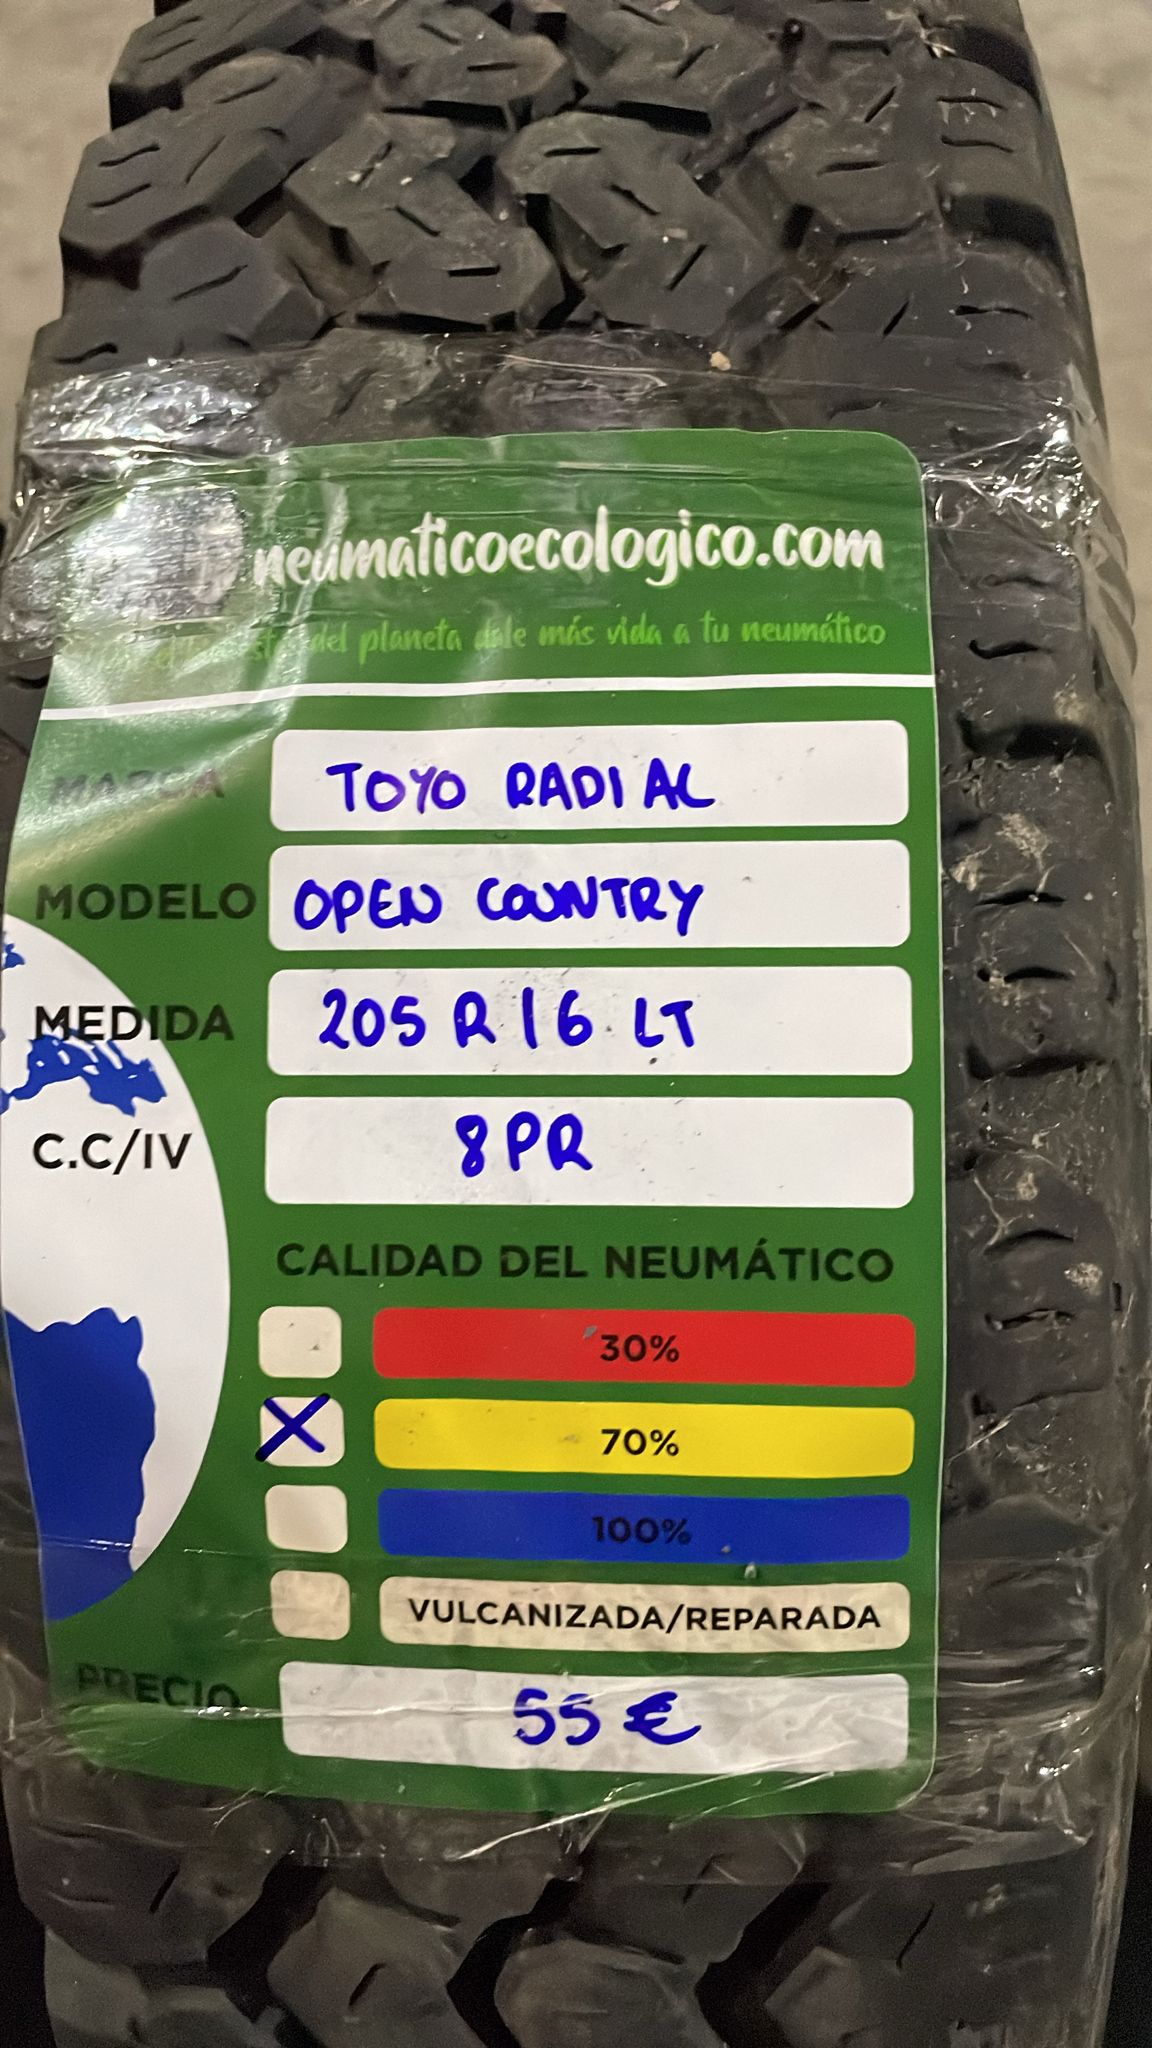 neumaticoecologico.com
del planeta dale más vida a tu neumático
MARCA TOYO RADIAL
MODELO OPEN COUNTRY
MEDIDA 205 R 16 LT
C.C/IV 8PR
CALIDAD DEL NEUMÁTICO
30%
X 70%
100%
VULCANIZADA/REPARADA
PRECIO 55 €